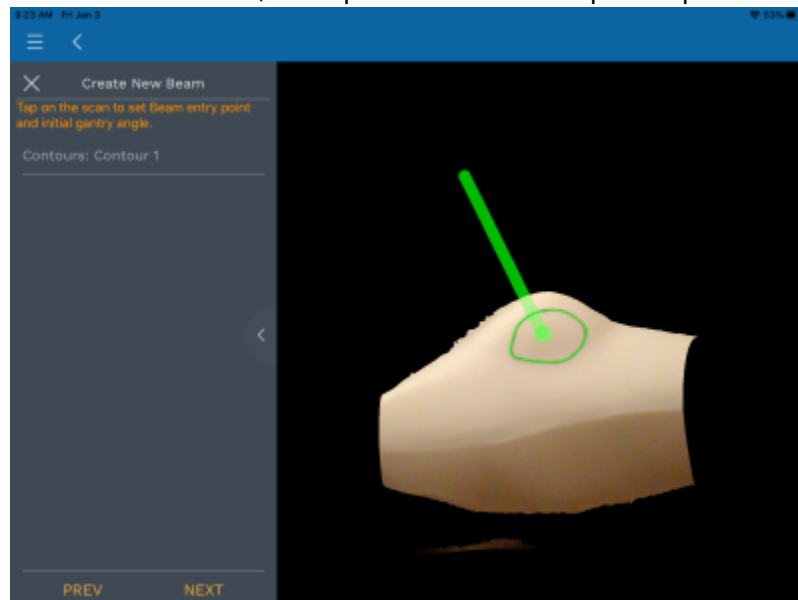 9:23 AM Fri Jan 3
53%
Create New Beam
Tap on the scan to set Beam entry point
and initial gantry angle.
Contours: Contour 1
PREV NEXT